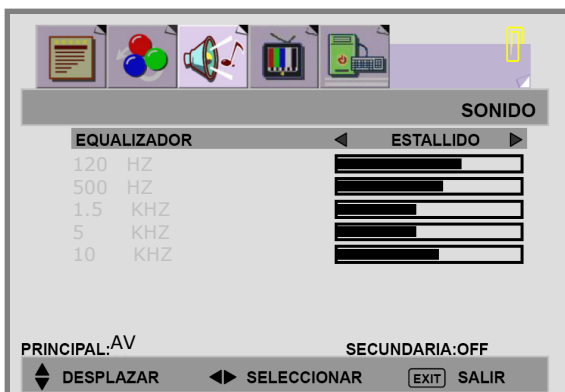 SONIDO
EQUALIZADOR ESTALLIDO
120 HZ
500 HZ
1.5 KHZ
5 KHZ
10 KHZ
PRINCIPAL:AV SECUNDARIA:OFF
DESPLAZAR SELECCIONAR EXIT SALIR